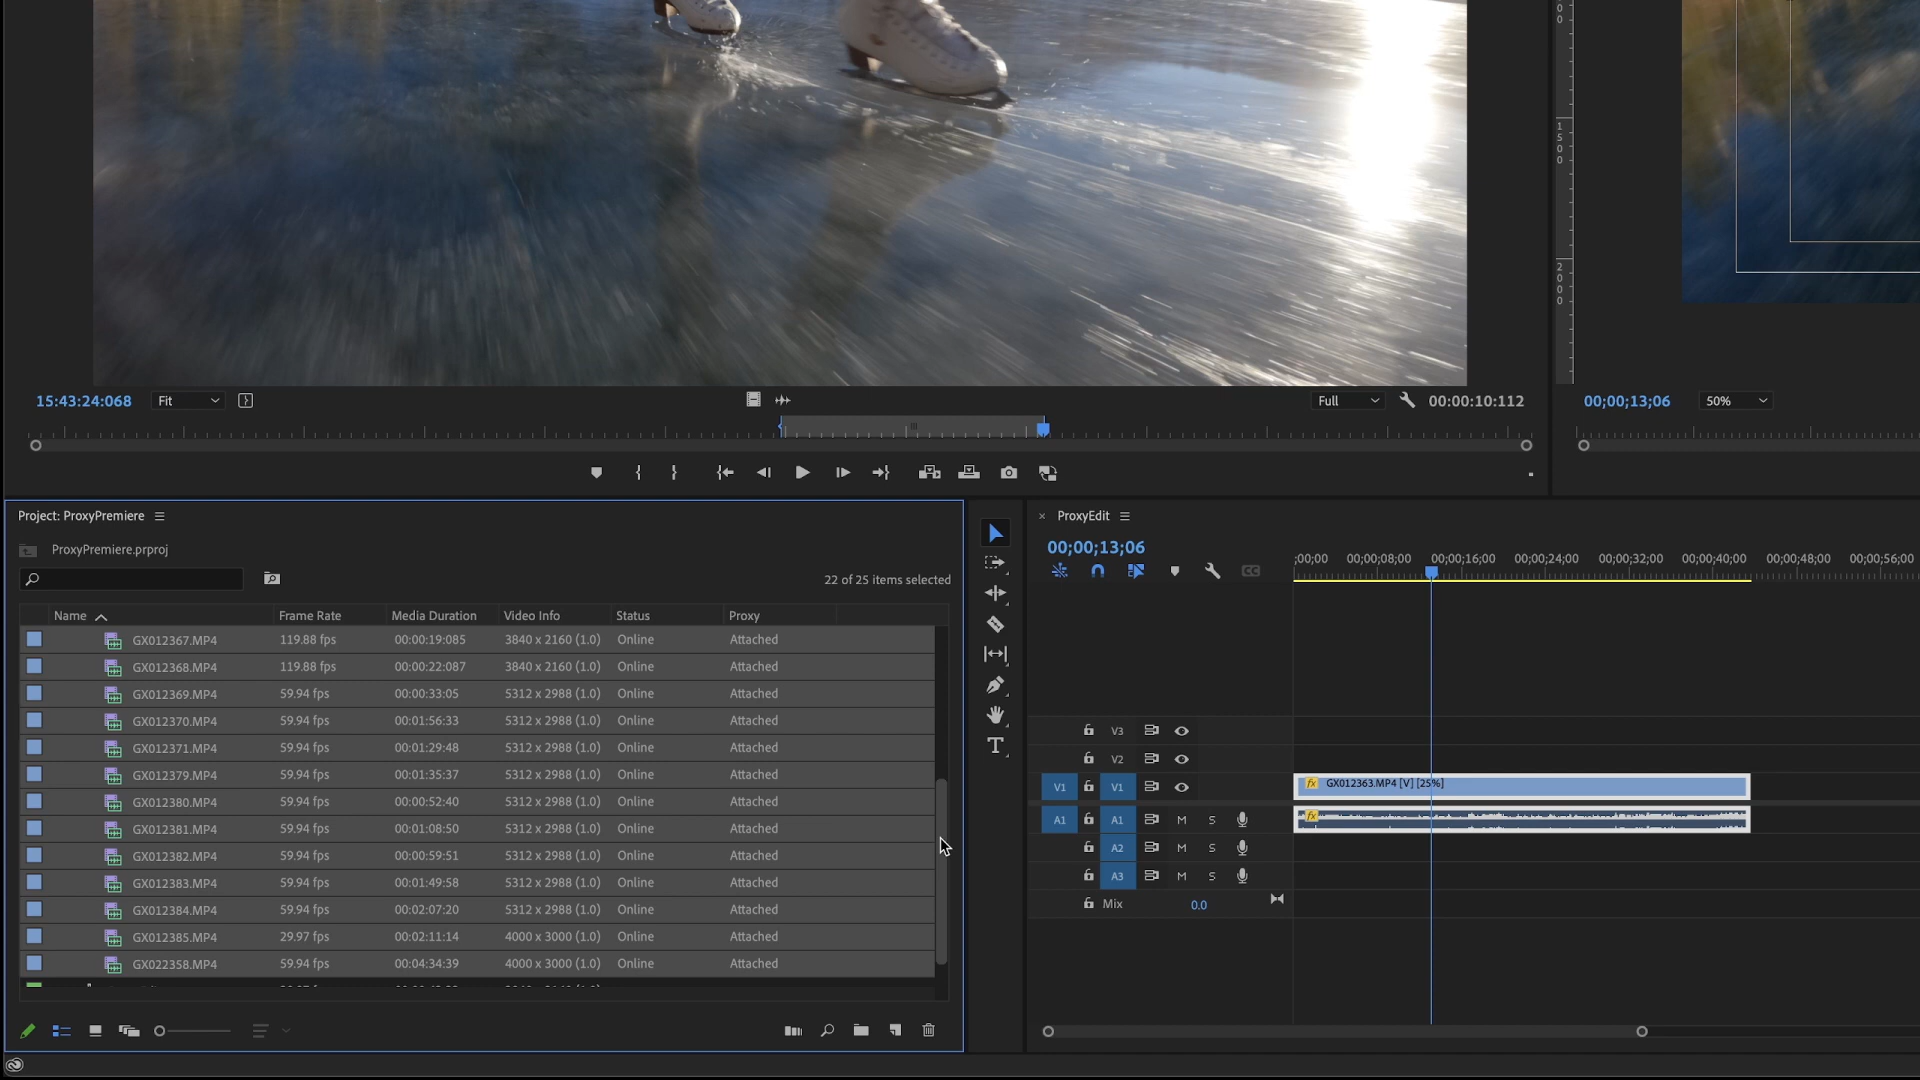 15:43:24:068 Fit Full 00:00:10:112
00;00;13;06 50%
1500
2000
Project: ProxyPremiere
ProxyPremiere.prproj
22 of 25 items selected
Name Frame Rate Media Duration Video Info Status Proxy
GX012367.MP4 119.88 fps 00:00:19:085 3840 x 2160 (1.0) Online Attached
GX012368.MP4 119.88 fps 00:00:22:087 3840 x 2160 (1.0) Online Attached
GX012369.MP4 59.94 fps 00:00:33:05 5312 x 2988 (1.0) Online Attached
GX012370.MP4 59.94 fps 00:01:56:33 5312 x 2988 (1.0) Online Attached
GX012371.MP4 59.94 fps 00:01:29:48 5312 x 2988 (1.0) Online Attached
GX012379.MP4 59.94 fps 00:01:35:37 5312 x 2988 (1.0) Online Attached
GX012380.MP4 59.94 fps 00:00:52:40 5312 x 2988 (1.0) Online Attached
GX012381.MP4 59.94 fps 00:01:08:50 5312 x 2988 (1.0) Online Attached
GX012382.MP4 59.94 fps 00:00:59:51 5312 x 2988 (1.0) Online Attached
GX012383.MP4 59.94 fps 00:01:49:58 5312 x 2988 (1.0) Online Attached
GX012384.MP4 59.94 fps 00:02:07:20 5312 x 2988 (1.0) Online Attached
GX012385.MP4 29.97 fps 00:02:11:14 4000 x 3000 (1.0) Online Attached
GX022358.MP4 59.94 fps 00:04:34:39 4000 x 3000 (1.0) Online Attached
ProxyEdit
00;00;13;06
;00;00 00;00;08;00 00;00;16;00 00;00;24;00 00;00;32;00 00;00;40;00 00;00;48;00 00;00;56;00
CC
V3
V2
V1 V1 fx GX012363.MP4 [V] [25%]
A1 A1 M S fx
A2 M S
A3 M S
Mix 0.0